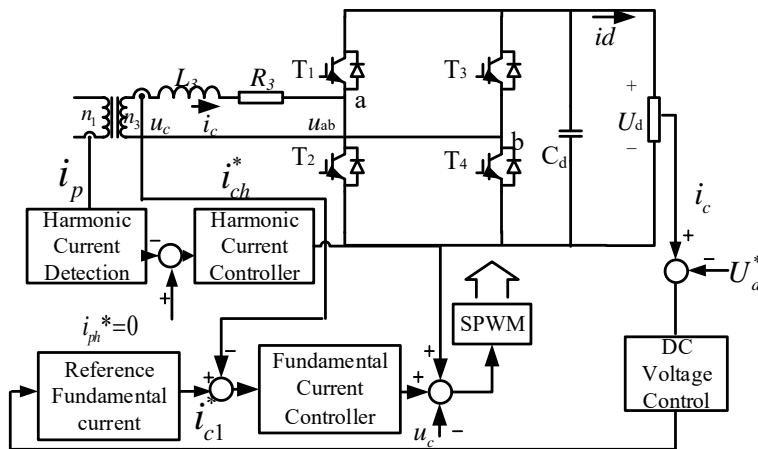 id
L3
R3
T1
T3
a
n1
n3
uc
ic
uab
+
Ud
−
Cd
T2
b
T4
ip
i*ch
ic
Harmonic
Current
Detection
−
+
Harmonic
Current
Controller
+
−
U*d
iph*=0
SPWM
Reference
Fundamental
current
−
+
i*c1
Fundamental
Current
Controller
+
+
uc
−
DC
Voltage
Control